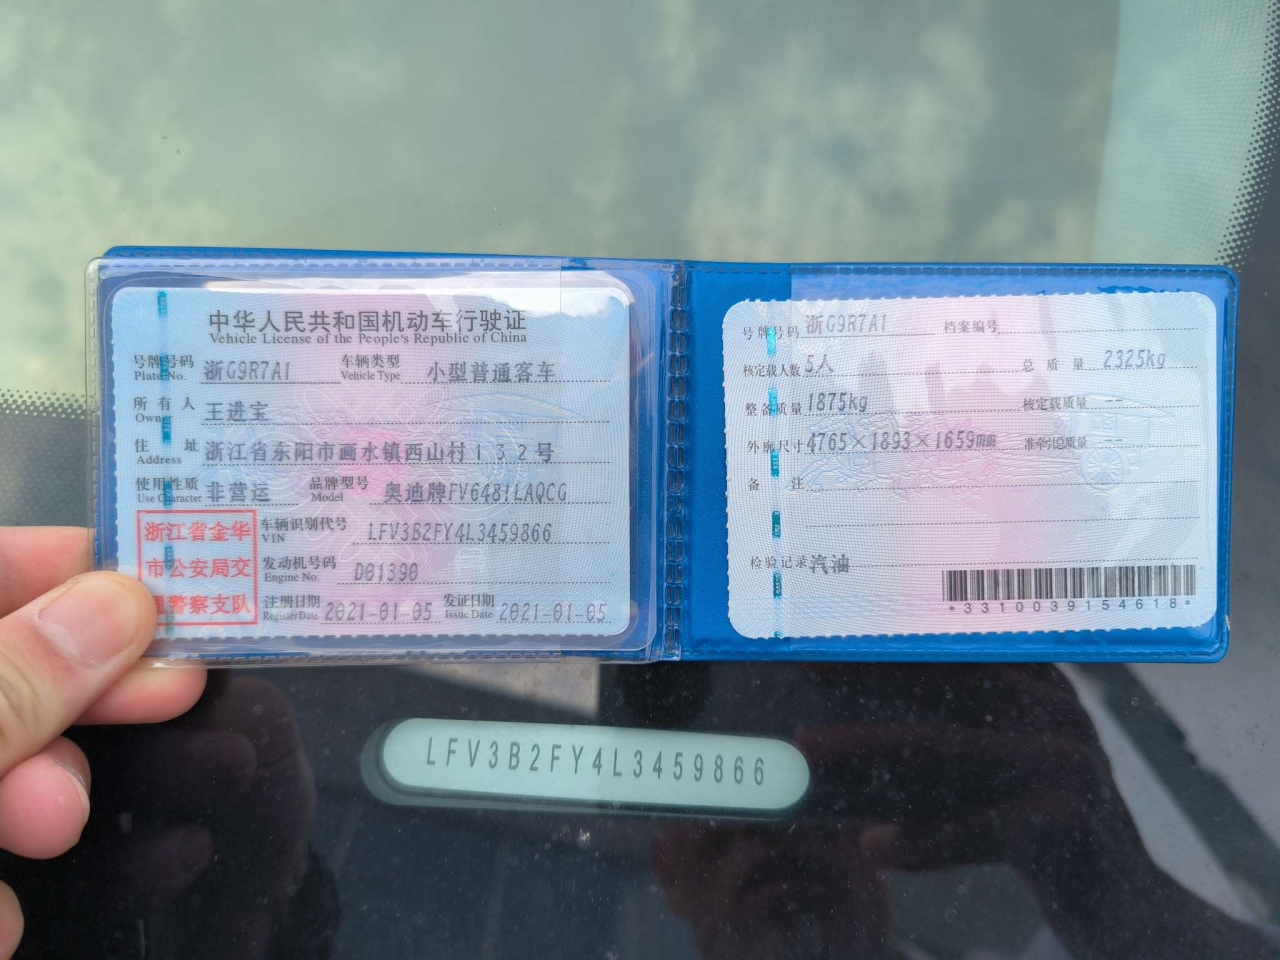 中华人民共和国机动车行驶证
Vehicle License of the People's Republic of China
号牌号码 Plate No. 浙G9R7A1 车辆类型 Vehicle Type 小型普通客车
所有人 Owner 王进宝
住址 Address 浙江省东阳市画水镇西山村132号
使用性质 Use Character 非营运 品牌型号 Model 奥迪牌FV6481LAQCG
浙江省金华市公安局交通警察支队
车辆识别代号 VIN LFV3B2FY4L3459866
发动机号码 Engine No. D01390
注册日期 Register Date 2021-01-05 发证日期 Issue Date 2021-01-05
号牌号码 浙G9R7A1 档案编号
核定载人数 5人 总质量 2325kg
整备质量 1875kg 核定载质量 --
外廓尺寸 4765×1893×1659mm 准牵引总质量 --
备注
检验记录 汽油
*3310039154618*
LFV3B2FY4L3459866